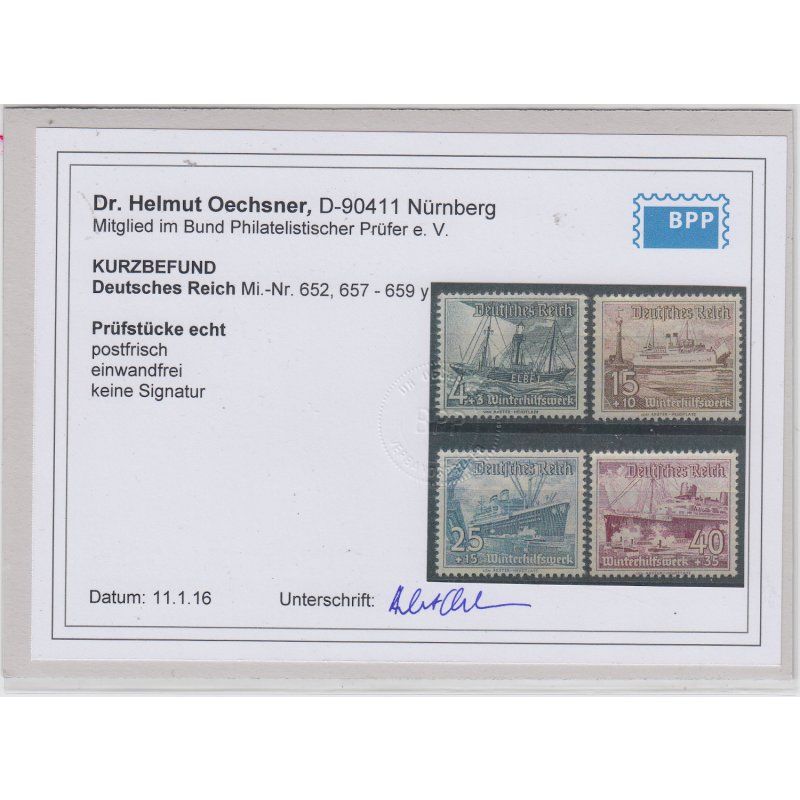 Dr. Helmut Oechsner, D-90411 Nürnberg
Mitglied im Bund Philatelistischer Prüfer e. V.
BPP
KURZBEFUND
Deutsches Reich Mi.-Nr. 652, 657 - 659 y
Prüfstücke echt
postfrisch
einwandfrei
keine Signatur
Deutsches Reich
ELBE 1
4+3 Winterhilfswerk
Deutsches Reich
15
+10 Winterhilfswerk
Deutsches Reich
25
+15 Winterhilfswerk
Deutsches Reich
40
Winterhilfswerk +35
Datum: 11.1.16
Unterschrift: